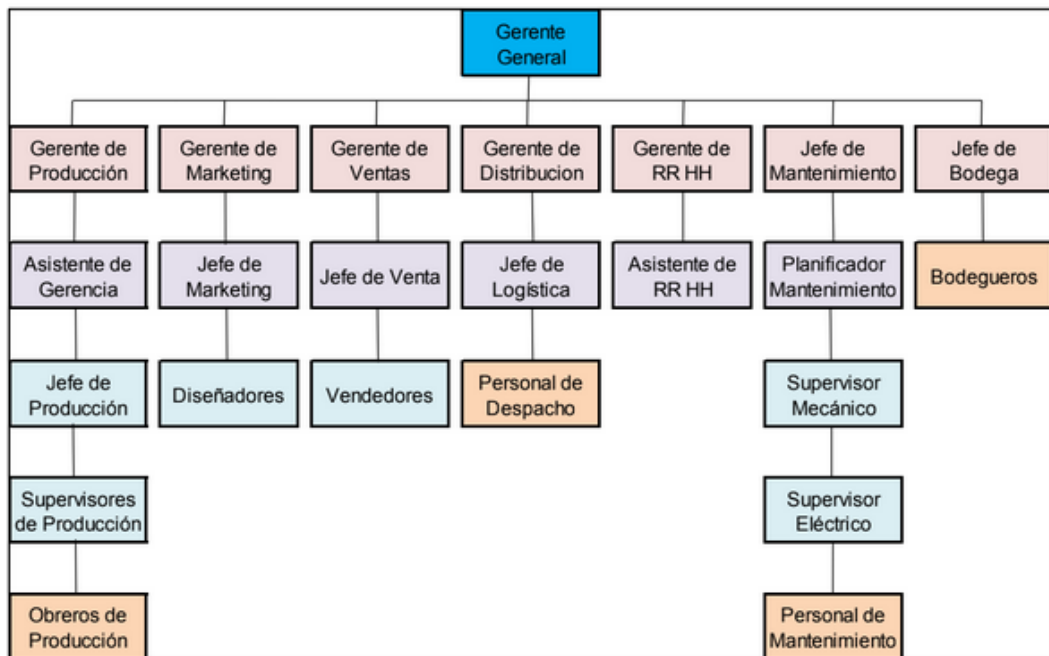 Gerente
General
Gerente de
Producción
Gerente de
Marketing
Gerente de
Ventas
Gerente de
Distribucion
Gerente de
RR HH
Jefe de
Mantenimiento
Jefe de
Bodega
Asistente de
Gerencia
Jefe de
Marketing
Jefe de Venta
Jefe de
Logística
Asistente de
RR HH
Planificador
Mantenimiento
Bodegueros
Jefe de
Producción
Diseñadores
Vendedores
Personal de
Despacho
Supervisor
Mecánico
Supervisores
de Producción
Supervisor
Eléctrico
Obreros de
Producción
Personal de
Mantenimiento